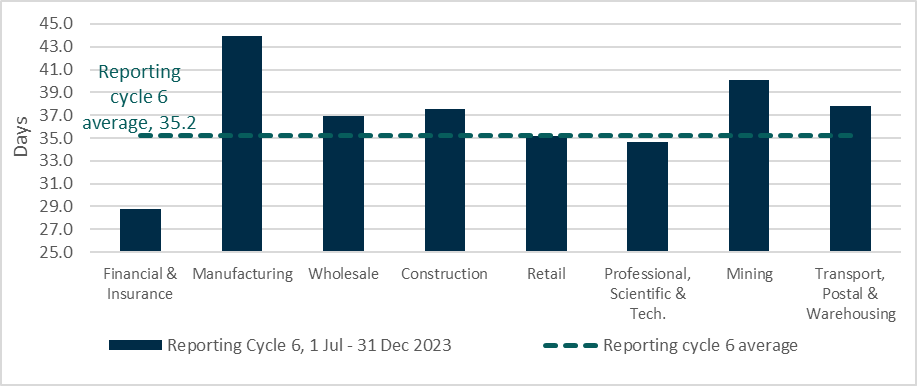 45.0
43.0
41.0
39.0
37.0
35.0
33.0
31.0
29.0
27.0
25.0
Days
Reporting
cycle 6
average, 35.2
Financial &
Insurance
Manufacturing
Wholesale
Construction
Retail
Professional,
Scientific &
Tech.
Mining
Transport,
Postal &
Warehousing
Reporting Cycle 6, 1 Jul - 31 Dec 2023
Reporting cycle 6 average